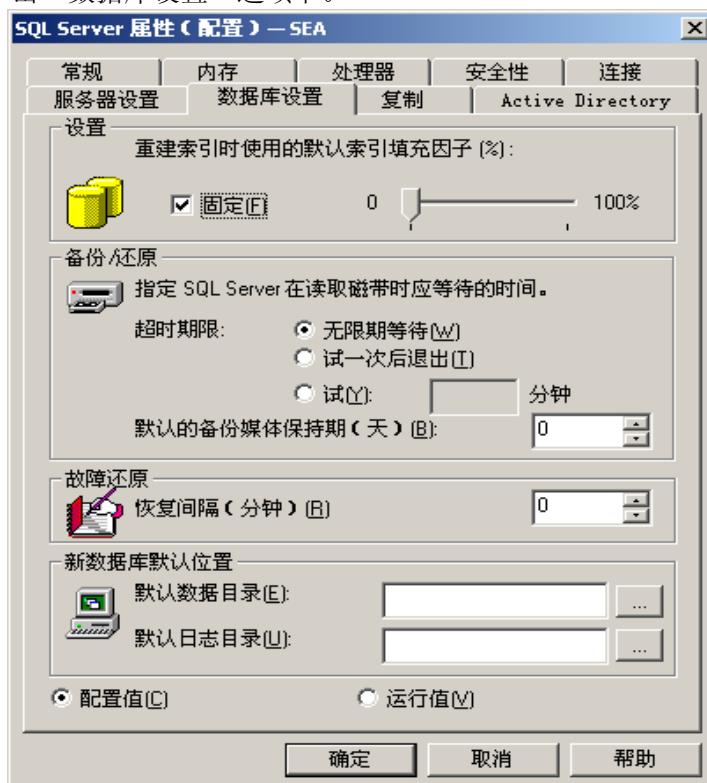 SQL Server 属性（配置）— SEA
常规 内存 处理器 安全性 连接
服务器设置 数据库设置 复制 Active Directory
设置
重建索引时使用的默认索引填充因子 (%):
固定(F) 0 100%
备份/还原
指定 SQL Server 在读取磁带时应等待的时间。
超时期限: 无限期等待(W)
试一次后退出(T)
试(Y): 分钟
默认的备份媒体保持期（天）(B): 0
故障还原
恢复间隔（分钟）(R) 0
新数据库默认位置
默认数据目录(E): ...
默认日志目录(U): ...
配置值(C) 运行值(V)
确定 取消 帮助